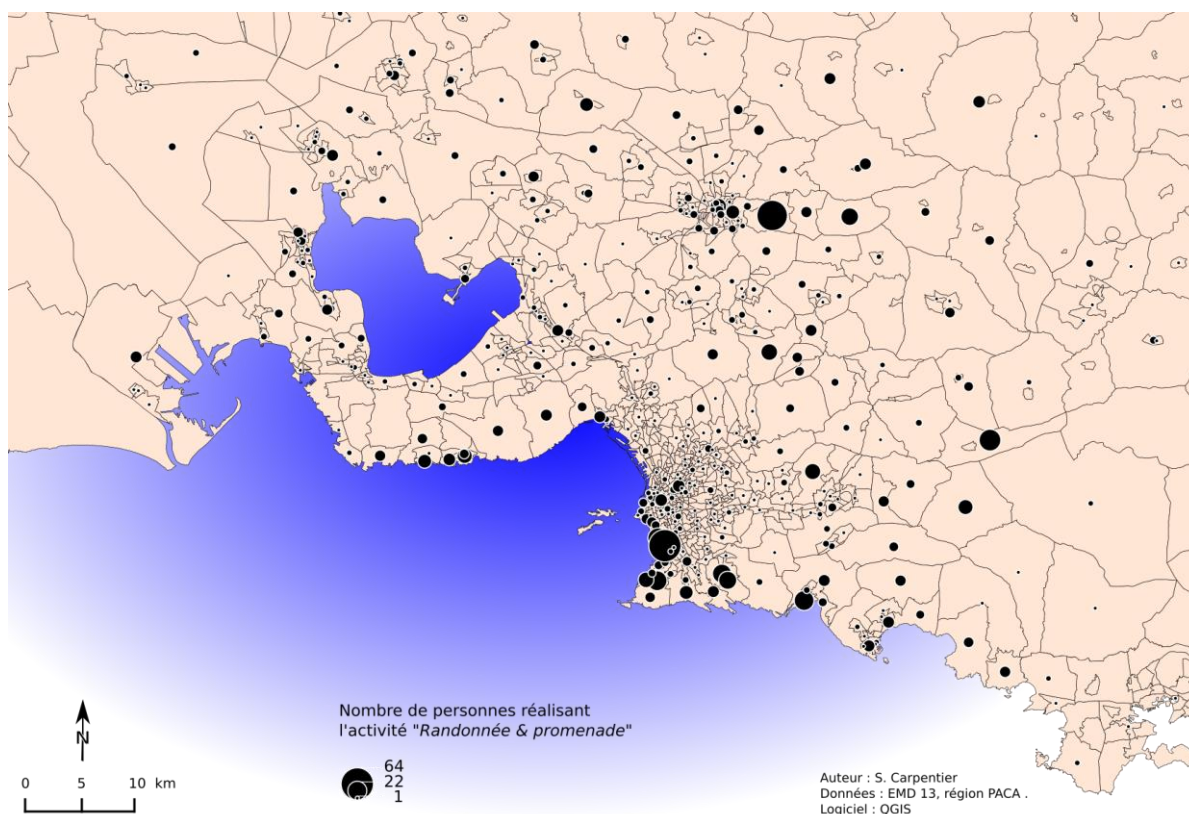 Nombre de personnes réalisant
l'activité "Randonnée & promenade"
64
22
1
N
0 5 10 km
Auteur : S. Carpentier
Données : EMD 13, région PACA .
Logiciel : QGIS